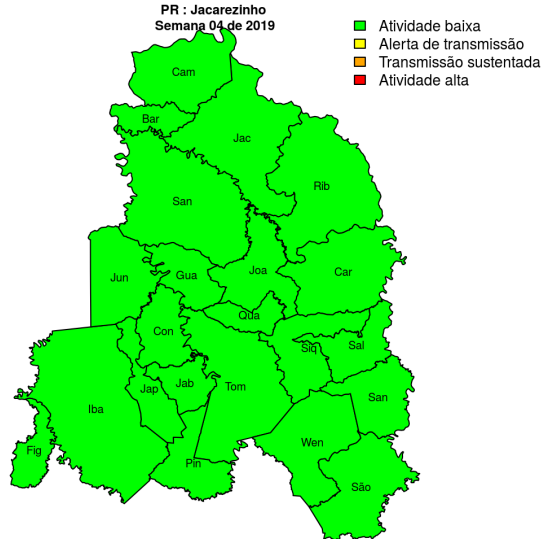 PR : Jacarezinho
Semana 04 de 2019
Atividade baixa
Alerta de transmissão
Transmissão sustentada
Atividade alta
Cam
Bar
Jac
Rib
San
Jun
Gua
Joa
Car
Qua
Con
Siq
Sal
Jap
Jab
Tom
San
Iba
Wen
Fig
Pin
São